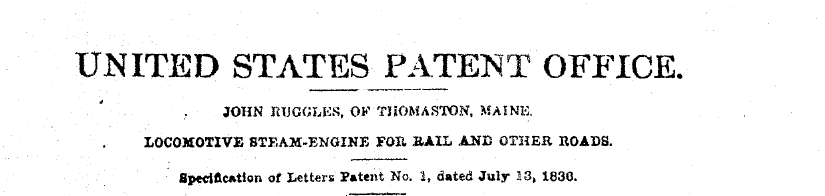 UNITED STATES PATENT OFFICE.
JOHN RUGGLES, OF THOMASTON, MAINE.
LOCOMOTIVE STEAM-ENGINE FOR RAIL AND OTHER ROADS.
Specification of Letters Patent No. 1, dated July 13, 1836.